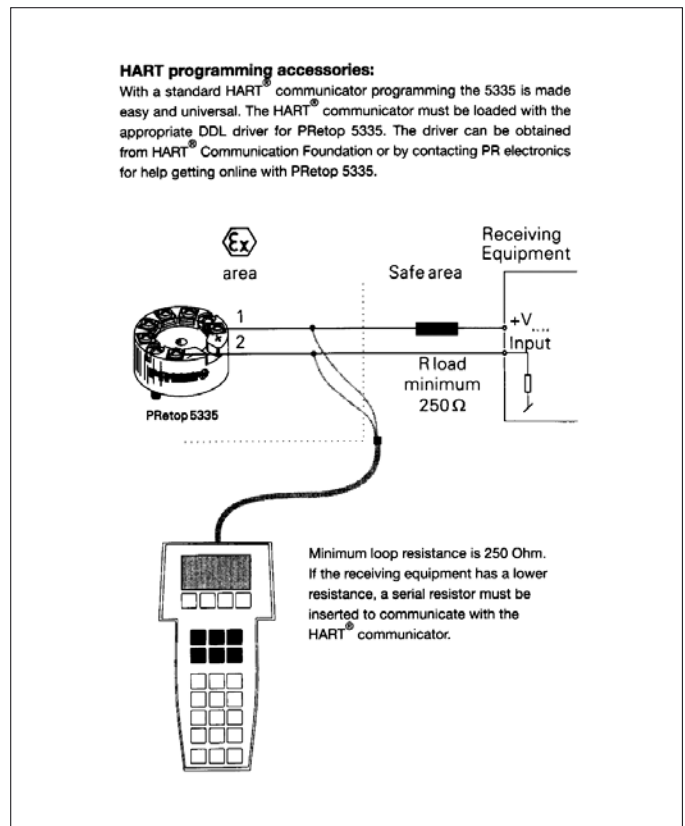 HART programming accessories:
With a standard HART® communicator programming the 5335 is made
easy and universal. The HART® communicator must be loaded with the
appropriate DDL driver for PRetop 5335. The driver can be obtained
from HART® Communication Foundation or by contacting PR electronics
for help getting online with PRetop 5335.
Ex
area
Safe area
Receiving
Equipment
1
2
+V
Input
R load
minimum
250 Ω
PRetop 5335
Minimum loop resistance is 250 Ohm.
If the receiving equipment has a lower
resistance, a serial resistor must be
inserted to communicate with the
HART® communicator.